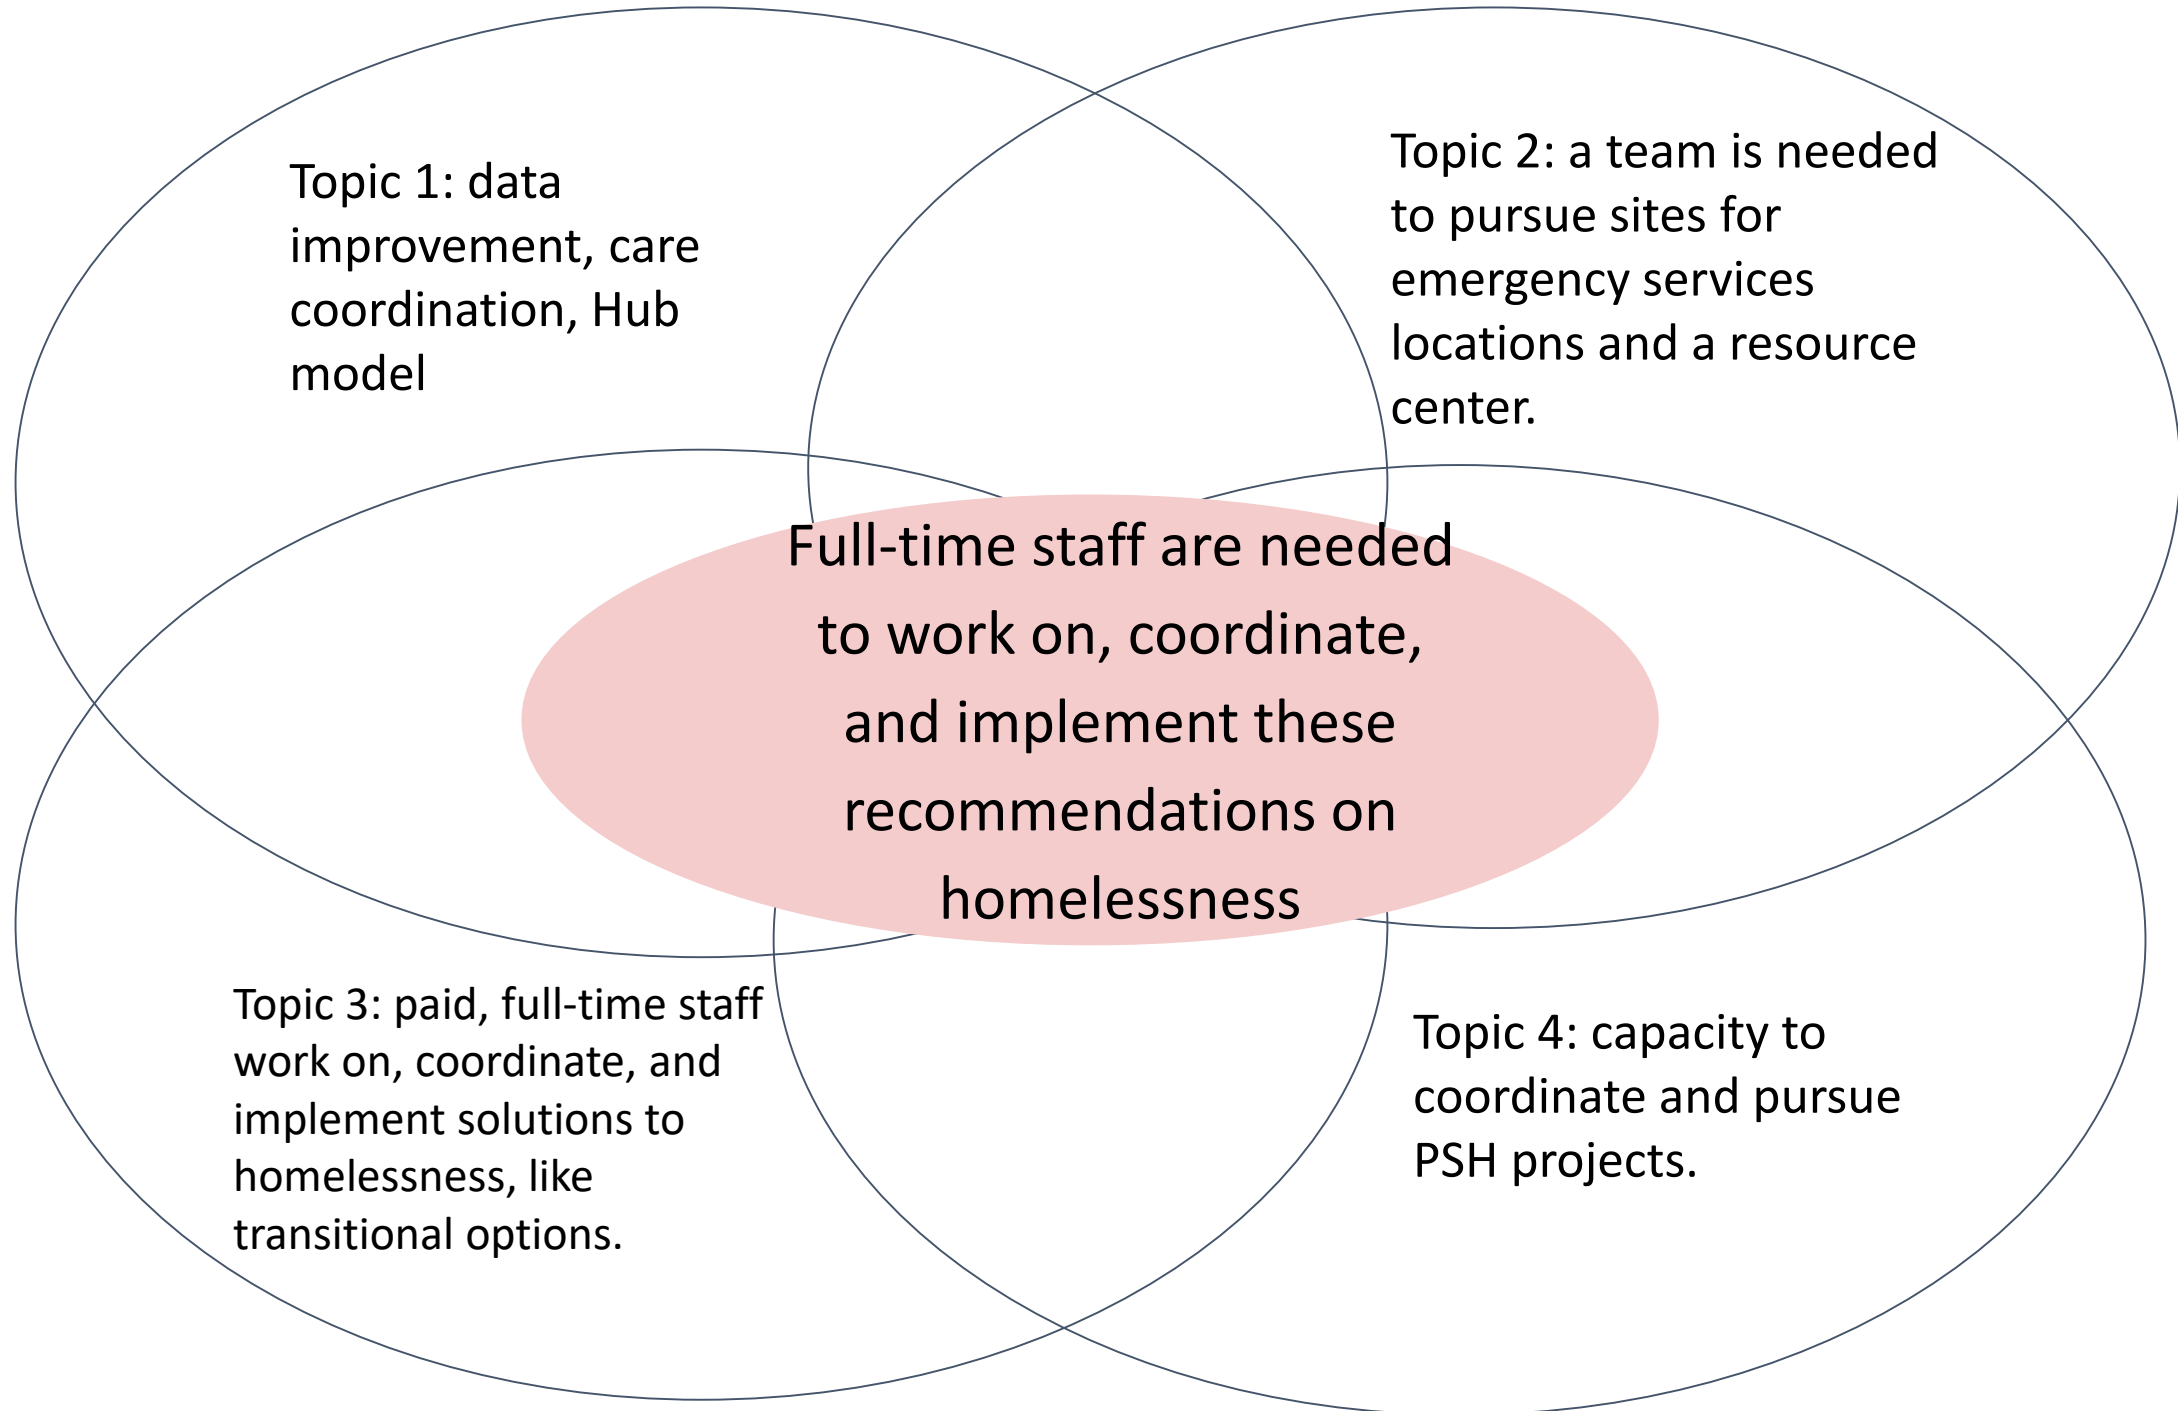 Topic 1: data
improvement, care
coordination, Hub
model
Topic 2: a team is needed
to pursue sites for
emergency services
locations and a resource
center.
Full-time staff are needed
to work on, coordinate,
and implement these
recommendations on
homelessness
Topic 3: paid, full-time staff
work on, coordinate, and
implement solutions to
homelessness, like
transitional options.
Topic 4: capacity to
coordinate and pursue
PSH projects.